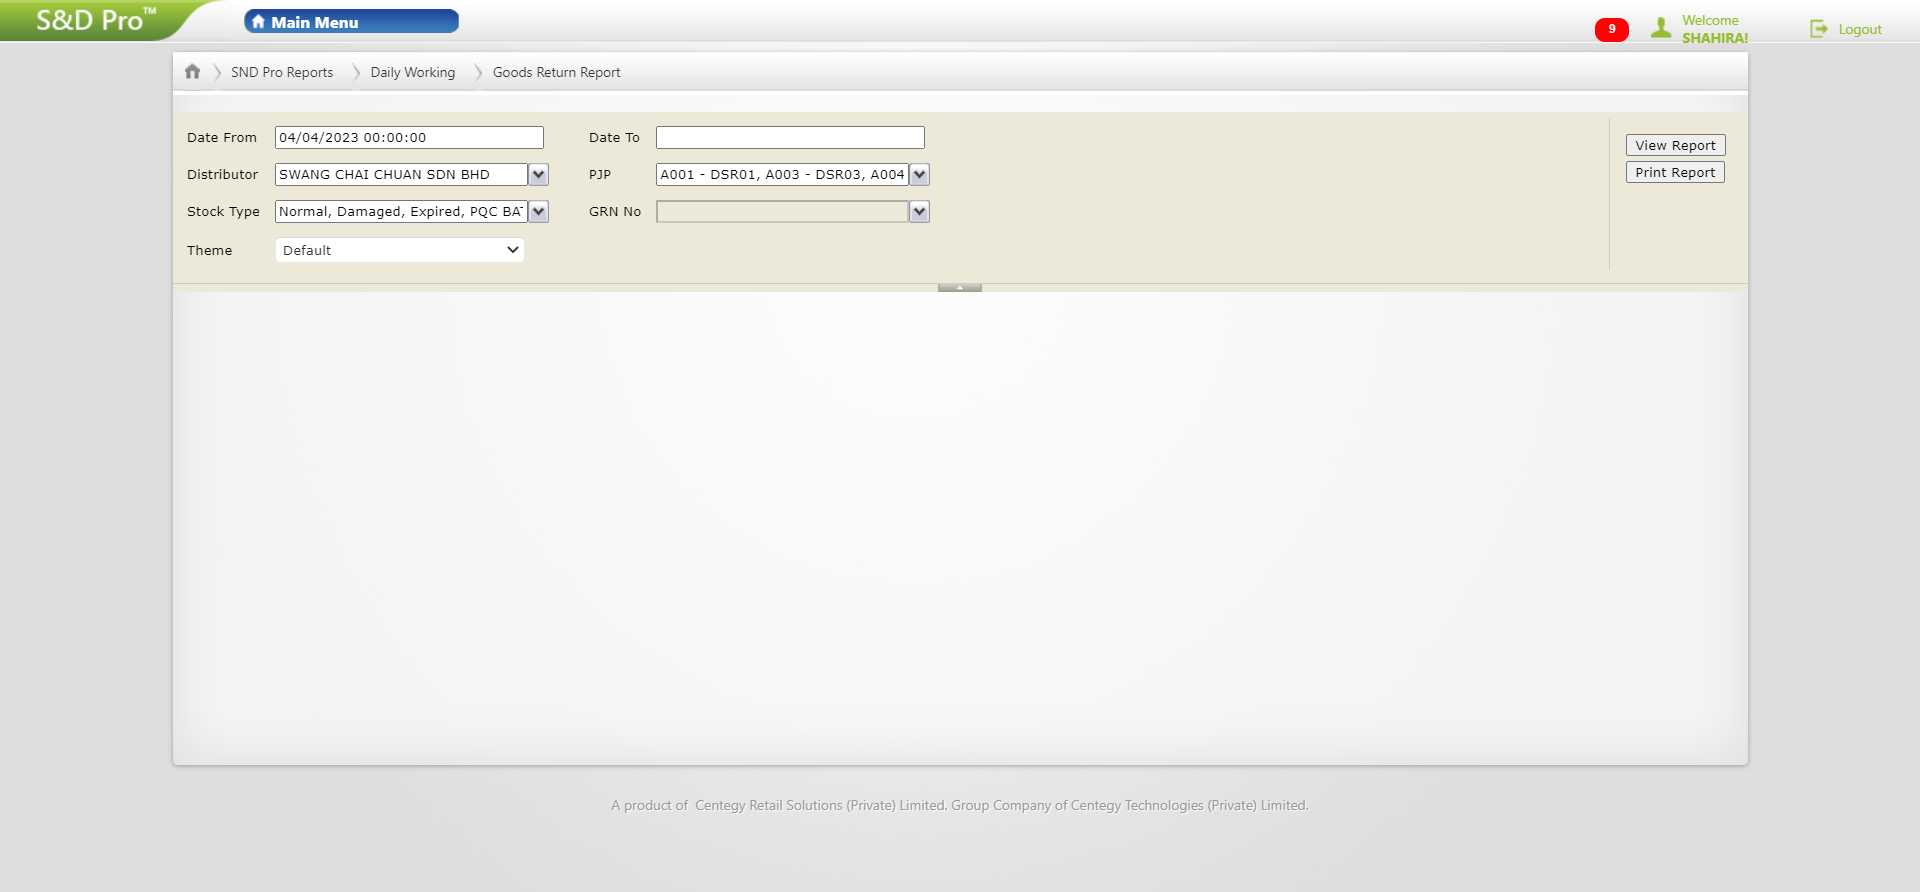 S&D Pro™
Main Menu
9
Welcome
SHAHIRA!
Logout
SND Pro Reports
Daily Working
Goods Return Report
Date From
04/04/2023 00:00:00
Date To
View Report
Distributor
SWANG CHAI CHUAN SDN BHD
PJP
A001 - DSR01, A003 - DSR03, A004
Print Report
Stock Type
Normal, Damaged, Expired, PQC BAT
GRN No
Theme
Default
A product of Centegy Retail Solutions (Private) Limited. Group Company of Centegy Technologies (Private) Limited.